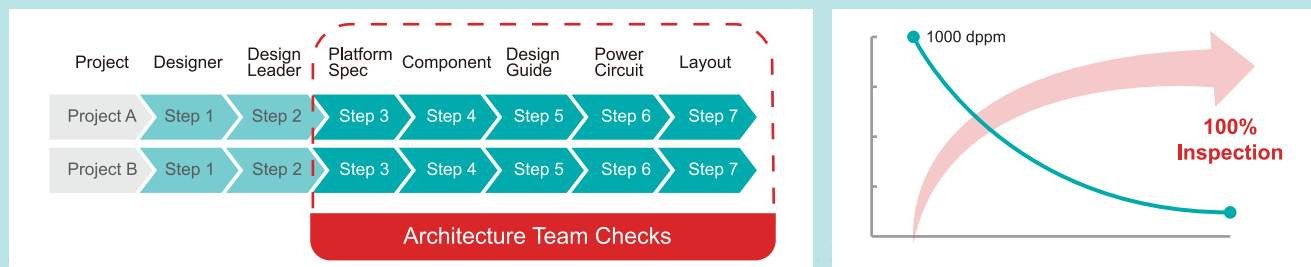 Project Designer Design Leader Platform Spec Component Design Guide Power Circuit Layout
Project A Step 1 Step 2 Step 3 Step 4 Step 5 Step 6 Step 7
Project B Step 1 Step 2 Step 3 Step 4 Step 5 Step 6 Step 7
Architecture Team Checks
1000 dppm
100%
Inspection